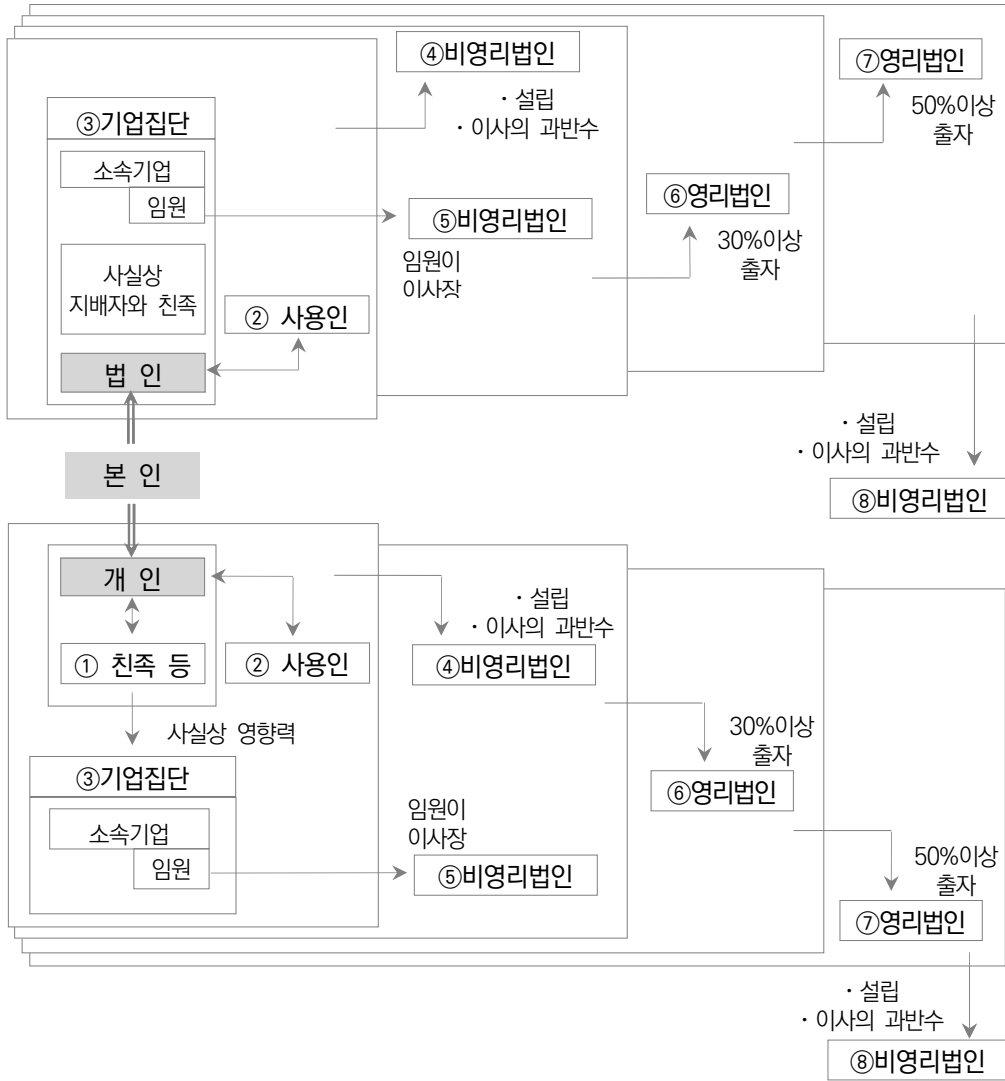 ④비영리법인
· 설립
· 이사의 과반수
⑦영리법인
50%이상
출자
③기업집단
소속기업
임원
⑤비영리법인
임원이
이사장
⑥영리법인
30%이상
출자
사실상
지배자와 친족
② 사용인
법 인
· 설립
· 이사의 과반수
⑧비영리법인
본 인
개 인
① 친족 등
② 사용인
· 설립
· 이사의 과반수
④비영리법인
사실상 영향력
③기업집단
소속기업
임원
임원이
이사장
⑤비영리법인
30%이상
출자
⑥영리법인
50%이상
출자
⑦영리법인
· 설립
· 이사의 과반수
⑧비영리법인